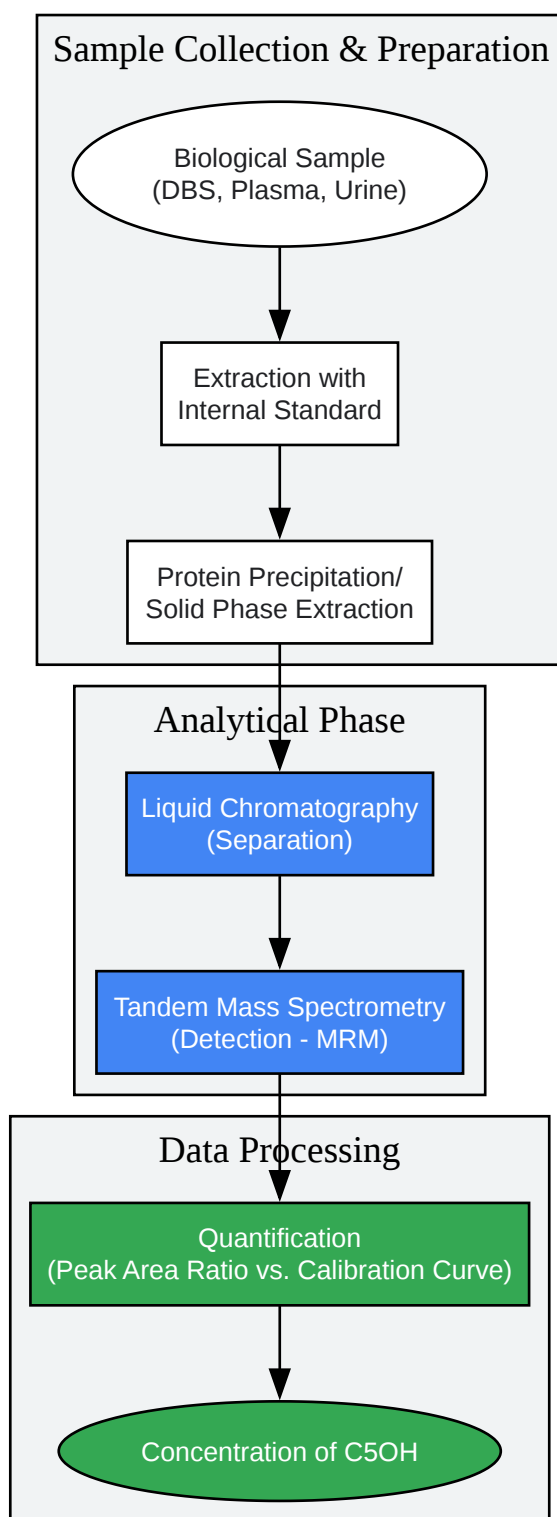 Sample Collection & Preparation
Biological Sample
(DBS, Plasma, Urine)
Extraction with
Internal Standard
Protein Precipitation/
Solid Phase Extraction
Analytical Phase
Liquid Chromatography
(Separation)
Tandem Mass Spectrometry
(Detection - MRM)
Data Processing
Quantification
(Peak Area Ratio vs. Calibration Curve)
Concentration of C5OH